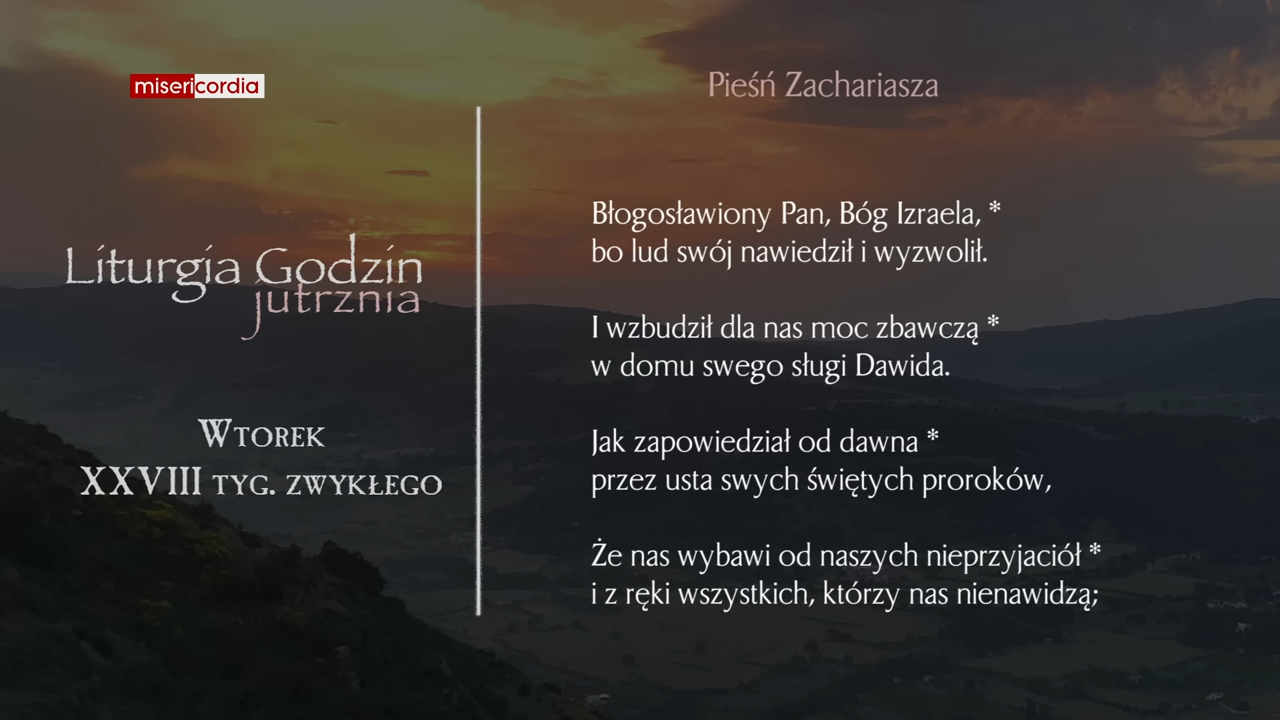 misericordia
Liturgia Godzin
jutrznia
Wtorek
XXVIII tyg. zwykłego
Pieśń Zachariasza
Błogosławiony Pan, Bóg Izraela, *
bo lud swój nawiedził i wyzwolił.
I wzbudził dla nas moc zbawczą *
w domu swego sługi Dawida.
Jak zapowiedział od dawna *
przez usta swych świętych proroków,
Że nas wybawi od naszych nieprzyjaciół *
i z ręki wszystkich, którzy nas nienawidzą;